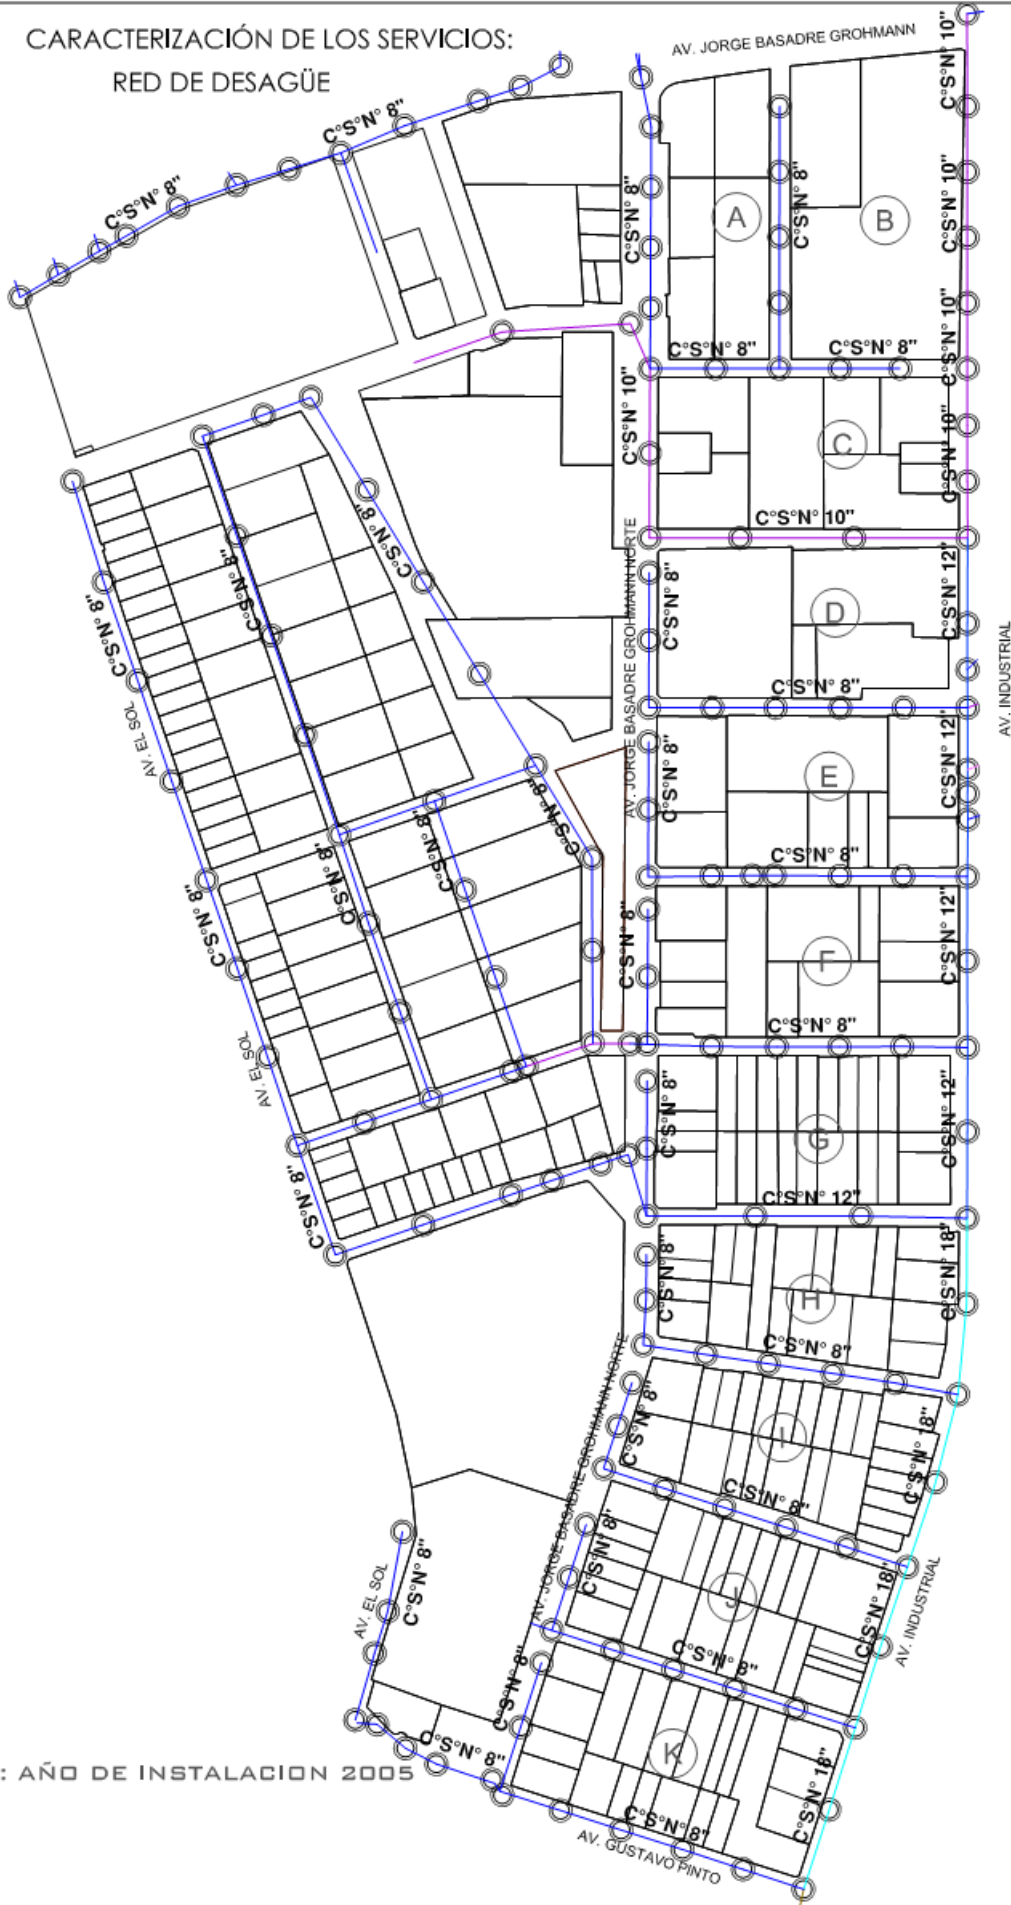 CARACTERIZACIÓN DE LOS SERVICIOS:
RED DE DESAGÜE
AV. JORGE BASADRE GROHMANN
C°S°N° 10"
C°S°N° 8"
C°S°N° 8"
C°S°N° 8"
C°S°N° 8"
A
B
C°S°N° 10"
C°S°N° 10"
C°S°N° 8"
C°S°N° 8"
C°S°N° 10"
C°S°N° 10"
C
C°S°N° 10"
C°S°N° 10"
C°S°N° 8"
C°S°N° 8"
C°S°N° 8"
AV. JORGE BASADRE GROHMANN NORTE
C°S°N° 8"
D
C°S°N° 12"
AV. INDUSTRIAL
C°S°N° 8"
C°S°N° 8"
AV. EL SOL
C°S°N° 8"
E
C°S°N° 12"
C°S°N° 8"
C°S°N° 8"
C°S°N° 8"
C°S°N° 8"
C°S°N° 8"
C°S°N° 8"
F
C°S°N° 12"
C°S°N° 8"
AV. EL SOL
C°S°N° 8"
G
C°S°N° 12"
C°S°N° 12"
C°S°N° 8"
C°S°N° 8"
H
C°S°N° 18"
C°S°N° 8"
AV. JORGE BASADRE GROHMANN NORTE
C°S°N° 8"
I
C°S°N° 18"
C°S°N° 8"
C°S°N° 8"
C°S°N° 8"
AV. EL SOL
J
C°S°N° 18"
AV. INDUSTRIAL
C°S°N° 8"
C°S°N° 8"
C°S°N° 8"
K
C°S°N° 18"
: AÑO DE INSTALACION 2005
C°S°N° 8"
AV. GUSTAVO PINTO